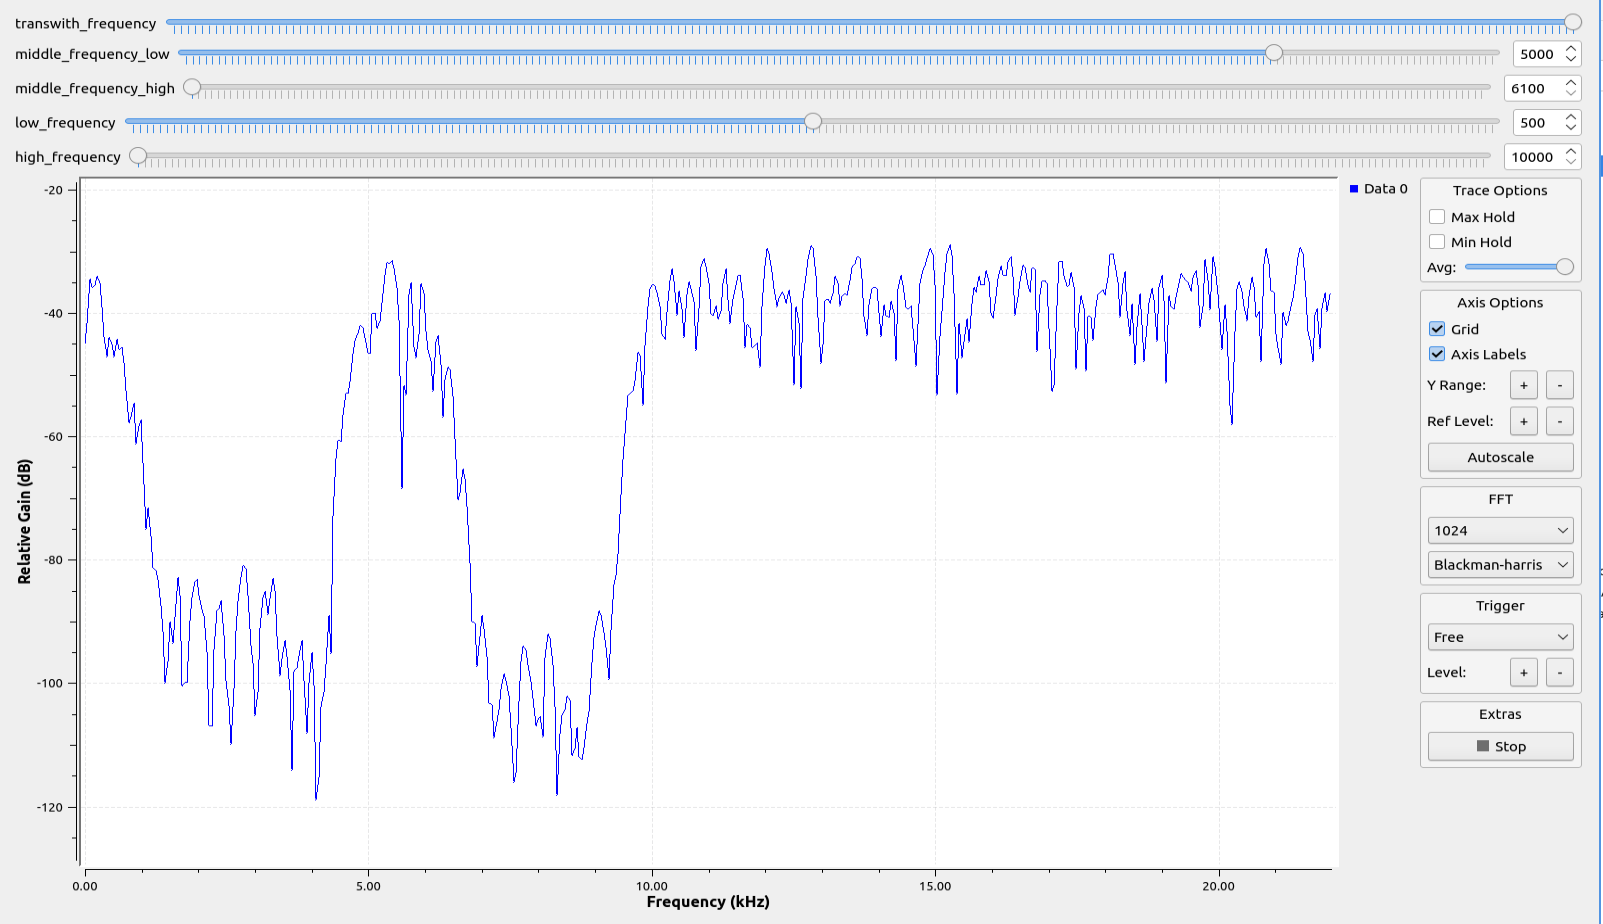 transwith_frequency
middle_frequency_low 5000
middle_frequency_high 6100
low_frequency 500
high_frequency 10000
Data 0
Trace Options
Max Hold
Min Hold
Avg:
Axis Options
Grid
Axis Labels
Y Range: + -
Ref Level: + -
Autoscale
FFT
1024
Blackman-harris
Trigger
Free
Level: + -
Extras
Stop
Relative Gain (dB)
-20
-40
-60
-80
-100
-120
0.00 5.00 10.00 15.00 20.00
Frequency (kHz)